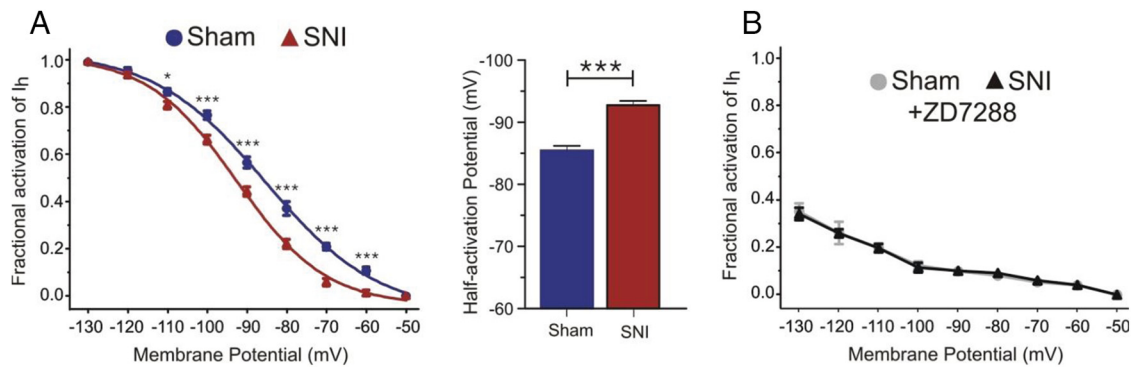 A
Sham SNI
Fractional activation of Ih
1.0
0.8
0.6
0.4
0.2
0.0
*
***
***
***
***
***
-130 -120 -110 -100 -90 -80 -70 -60 -50
Membrane Potential (mV)
Half-activation Potential (mV)
-100
-90
-80
-70
-60
***
Sham SNI
B
Sham SNI
+ZD7288
Fractional activation of Ih
1.0
0.8
0.6
0.4
0.2
0.0
-130 -120 -110 -100 -90 -80 -70 -60 -50
Membrane Potential (mV)